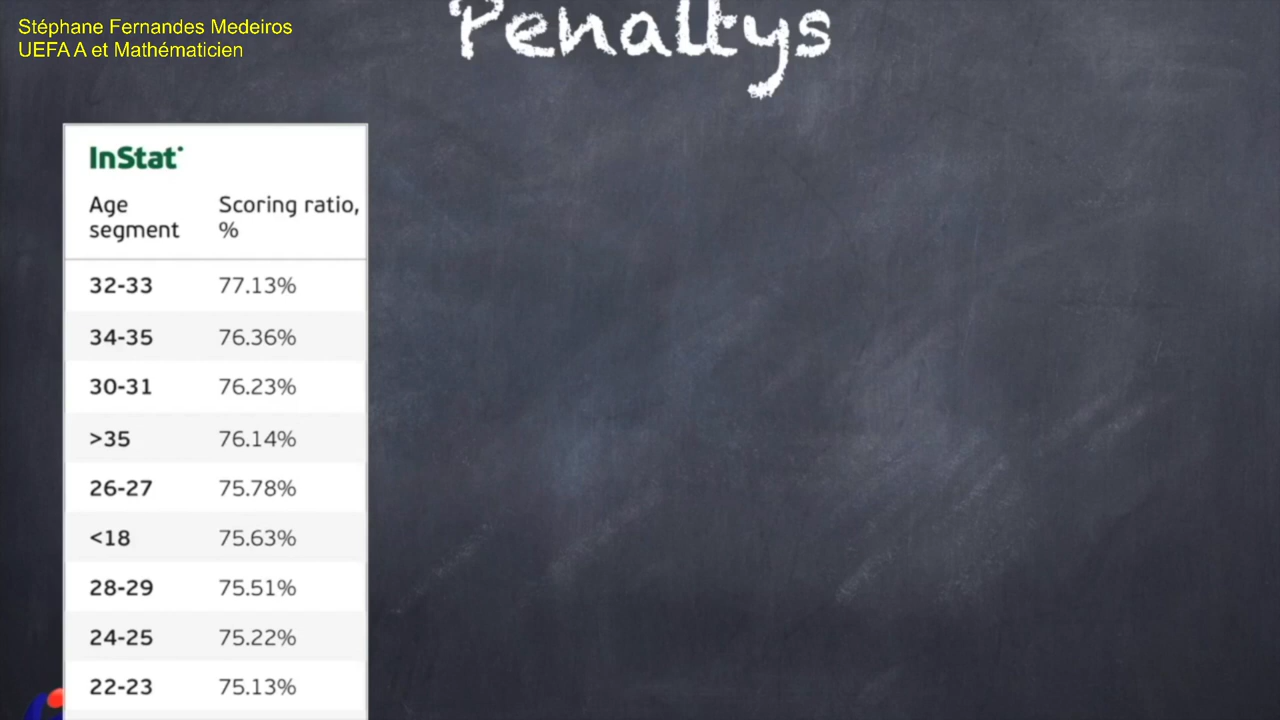 Stéphane Fernandes Medeiros
UEFA A et Mathématicien
Penaltys
InStat
Age segment
Scoring ratio, %
32-33 77.13%
34-35 76.36%
30-31 76.23%
>35 76.14%
26-27 75.78%
<18 75.63%
28-29 75.51%
24-25 75.22%
22-23 75.13%